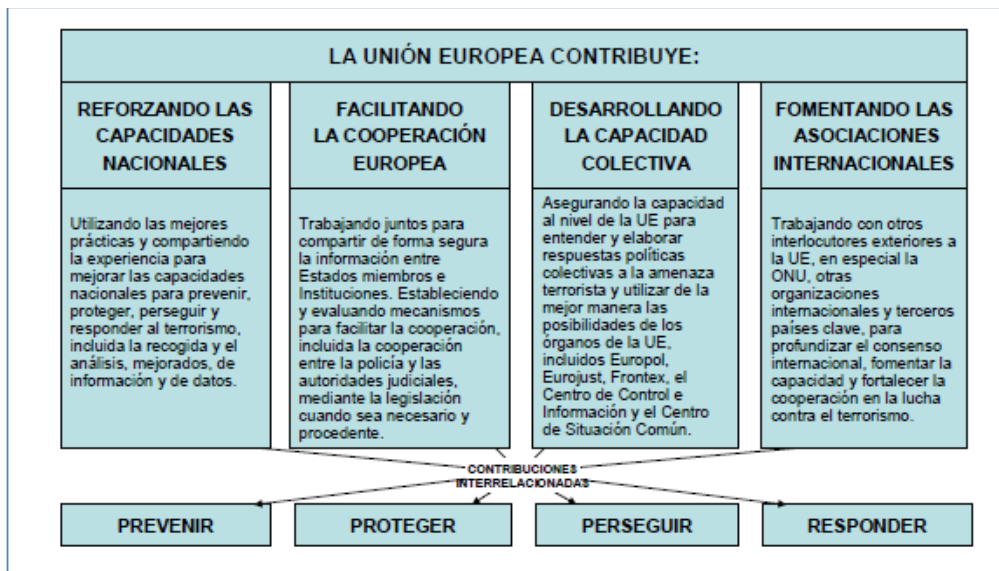 LA UNIÓN EUROPEA CONTRIBUYE:
REFORZANDO LAS
CAPACIDADES
NACIONALES
Utilizando las mejores
prácticas y compartiendo
la experiencia para
mejorar las capacidades
nacionales para prevenir,
proteger, perseguir y
responder al terrorismo,
incluida la recogida y el
análisis, mejorados, de
información y de datos.
FACILITANDO
LA COOPERACIÓN
EUROPEA
Trabajando juntos para
compartir de forma segura
la información entre
Estados miembros e
Instituciones. Estableciendo
y evaluando mecanismos
para facilitar la cooperación,
incluida la cooperación
entre la policía y las
autoridades judiciales,
mediante la legislación
cuando sea necesario y
procedente.
DESARROLLANDO
LA CAPACIDAD
COLECTIVA
Asegurando la capacidad
al nivel de la UE para
entender y elaborar
respuestas políticas
colectivas a la amenaza
terrorista y utilizar de la
mejor manera las
posibilidades de los
órganos de la UE,
incluidos Europol,
Eurojust, Frontex, el
Centro de Control e
Información y el Centro
de Situación Común.
FOMENTANDO LAS
ASOCIACIONES
INTERNACIONALES
Trabajando con otros
interlocutores exteriores a
la UE, en especial la
ONU, otras
organizaciones
internacionales y terceros
países clave, para
profundizar el consenso
internacional, fomentar la
capacidad y fortalecer la
cooperación en la lucha
contra el terrorismo.
CONTRIBUCIONES
INTERRELACIONADAS
PREVENIR
PROTEGER
PERSEGUIR
RESPONDER